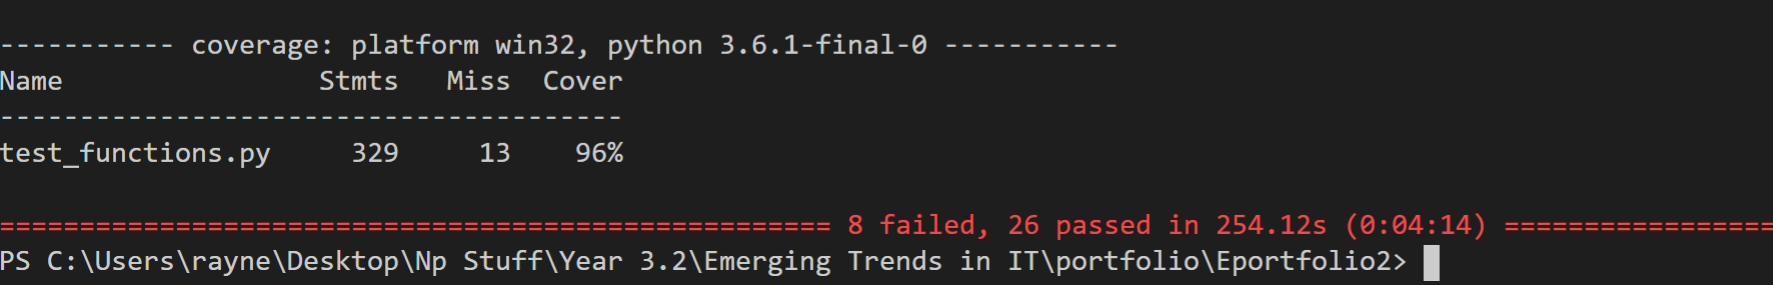 ----------- coverage: platform win32, python 3.6.1-final-0 -----------
Name                Stmts   Miss  Cover
---------------------------------------
test_functions.py     329     13    96%
==================================================== 8 failed, 26 passed in 254.12s (0:04:14) =================
PS C:\Users\rayne\Desktop\Np Stuff\Year 3.2\Emerging Trends in IT\portfolio\Eportfolio2>